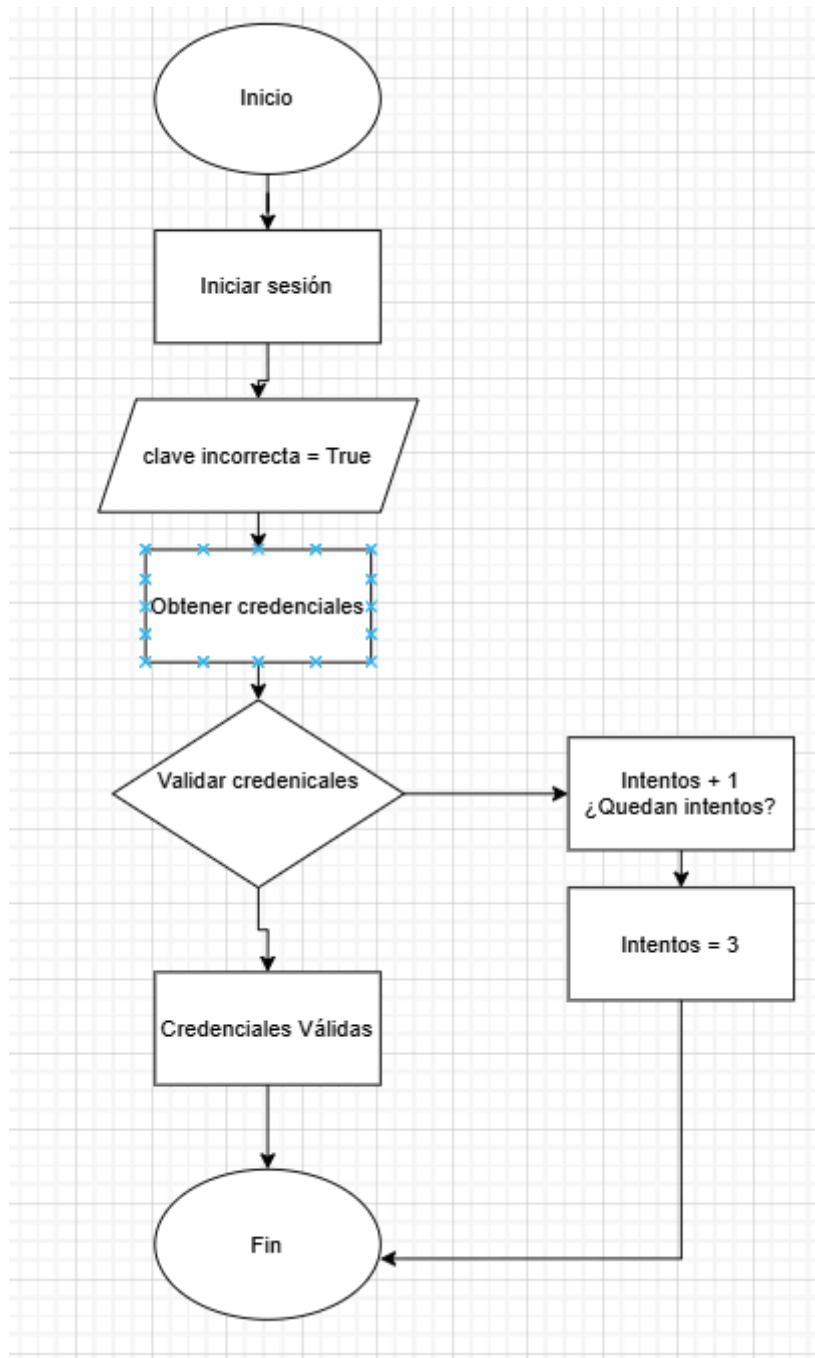 Inicio
Iniciar sesión
clave incorrecta = True
Obtener credenciales
Validar credenicales
Intentos + 1
¿Quedan intentos?
Intentos = 3
Credenciales Válidas
Fin